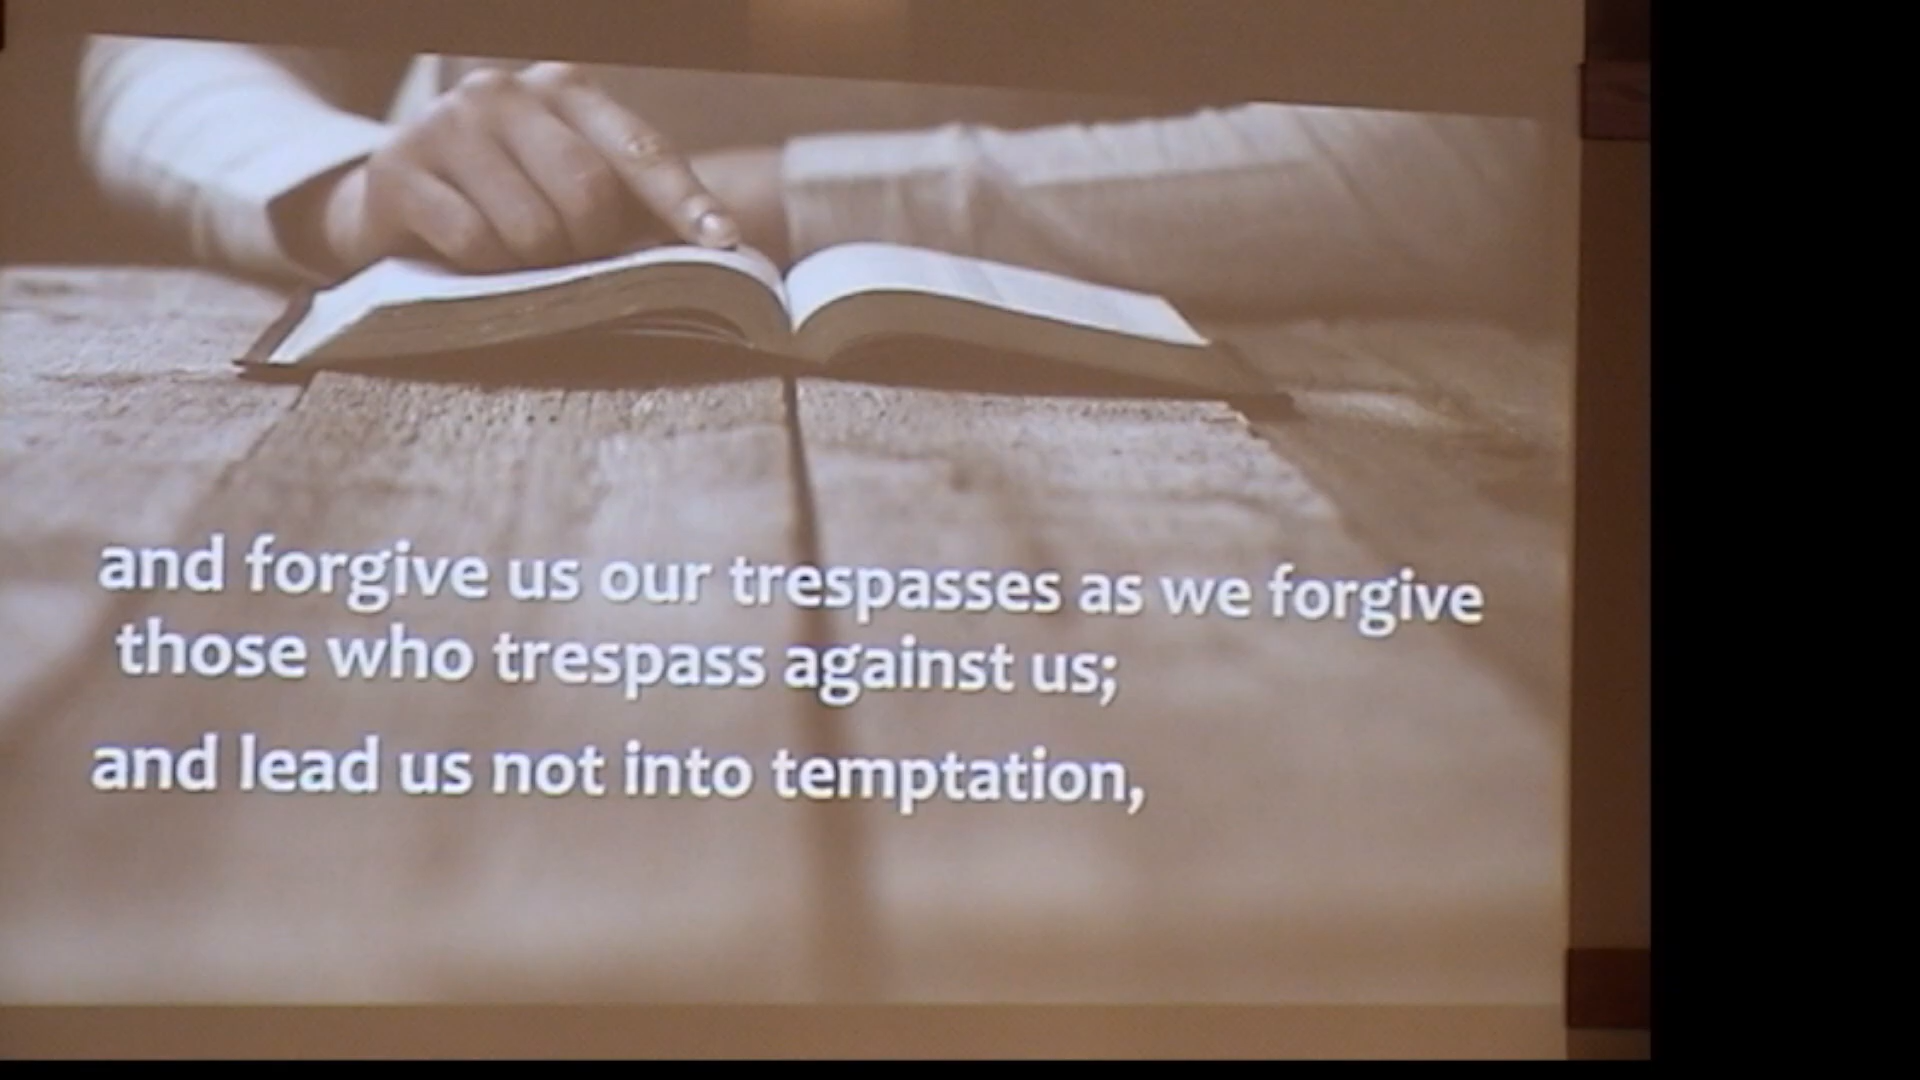 and forgive us our trespasses as we forgive
those who trespass against us;
and lead us not into temptation,